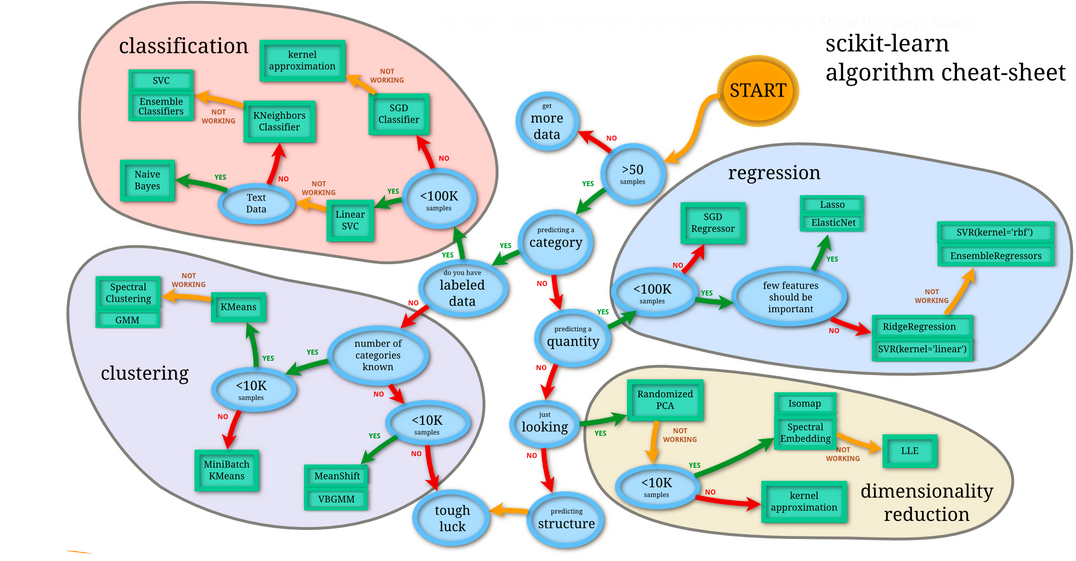 scikit-learn
algorithm cheat-sheet
START
classification
kernel
approximation
NOT
WORKING
SVC
Ensemble
Classifiers
NOT
WORKING
KNeighbors
Classifier
SGD
Classifier
NO
NO
Naive
Bayes
YES
Text
Data
NOT
WORKING
Linear
SVC
YES
<100K
samples
get
more
data
NO
>50
samples
YES
predicting a
category
YES
NO
YES
do you have
labeled
data
NO
predicting a
quantity
YES
NO
just
looking
YES
NO
predicting
structure
tough
luck
regression
SGD
Regressor
NO
<100K
samples
YES
Lasso
ElasticNet
YES
few features
should be
important
NO
SVR(kernel='rbf')
EnsembleRegressors
NOT
WORKING
RidgeRegression
SVR(kernel='linear')
clustering
Spectral
Clustering
GMM
NOT
WORKING
KMeans
YES
YES
number of
categories
known
NO
<10K
samples
NO
MiniBatch
KMeans
<10K
samples
YES
NO
MeanShift
VBGMM
Randomized
PCA
NOT
WORKING
<10K
samples
YES
NO
Isomap
Spectral
Embedding
NOT
WORKING
LLE
kernel
approximation
dimensionality
reduction